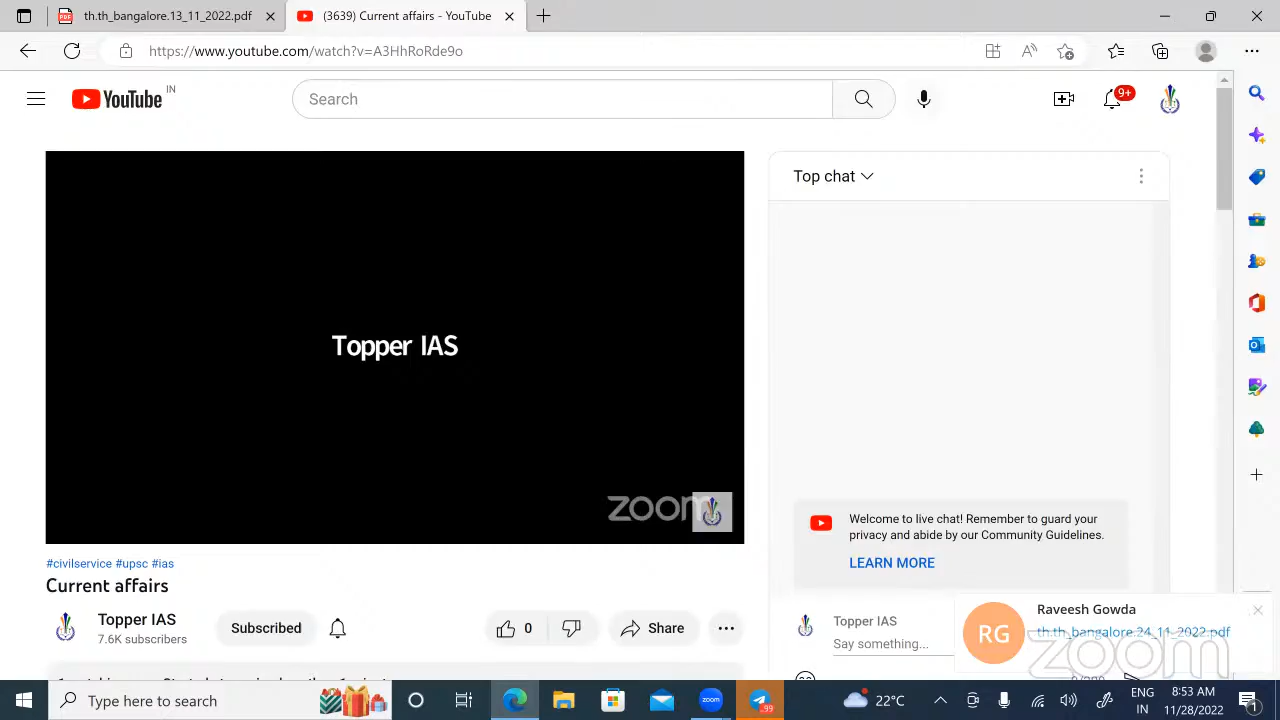 th.th_bangalore.13_11_2022.pdf
(3639) Current affairs - YouTube
https://www.youtube.com/watch?v=A3HhRoRde9o
YouTube IN
Search
9+
Topper IAS
zoom
#civilservice #upsc #ias
Current affairs
Topper IAS
7.6K subscribers
Subscribed
0
Share
Top chat
Welcome to live chat! Remember to guard your
privacy and abide by our Community Guidelines.
LEARN MORE
Topper IAS
Say something...
RG
Raveesh Gowda
th.th_bangalore.24_11_2022.pdf
zoom
Type here to search
zoom
99
22°C
ENG
IN
8:53 AM
11/28/2022
1